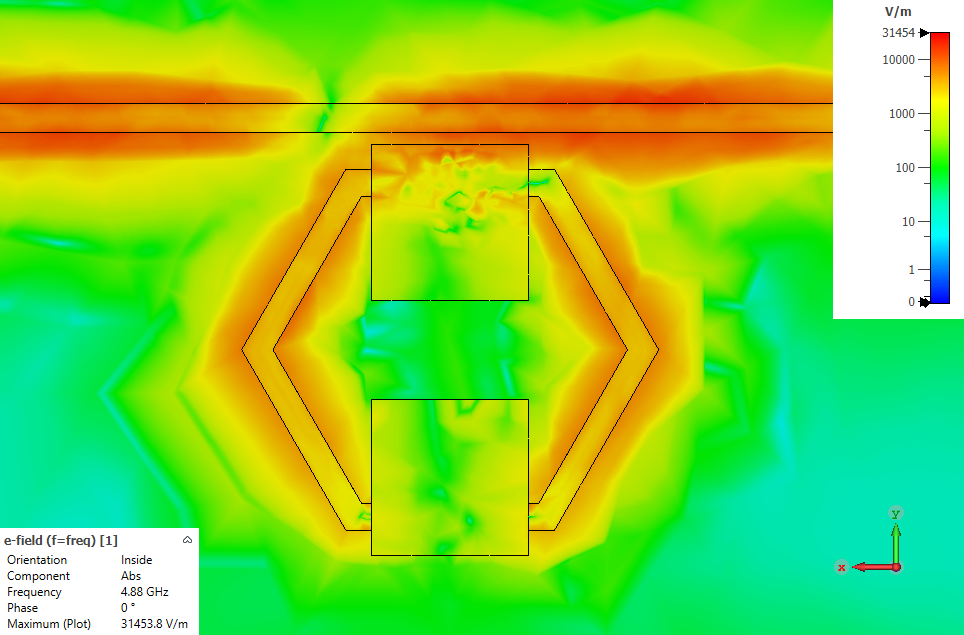 V/m
31454
10000
1000
100
10
1
0
y
x
e-field (f=freq) [1]
Orientation Inside
Component Abs
Frequency 4.88 GHz
Phase 0 °
Maximum (Plot) 31453.8 V/m